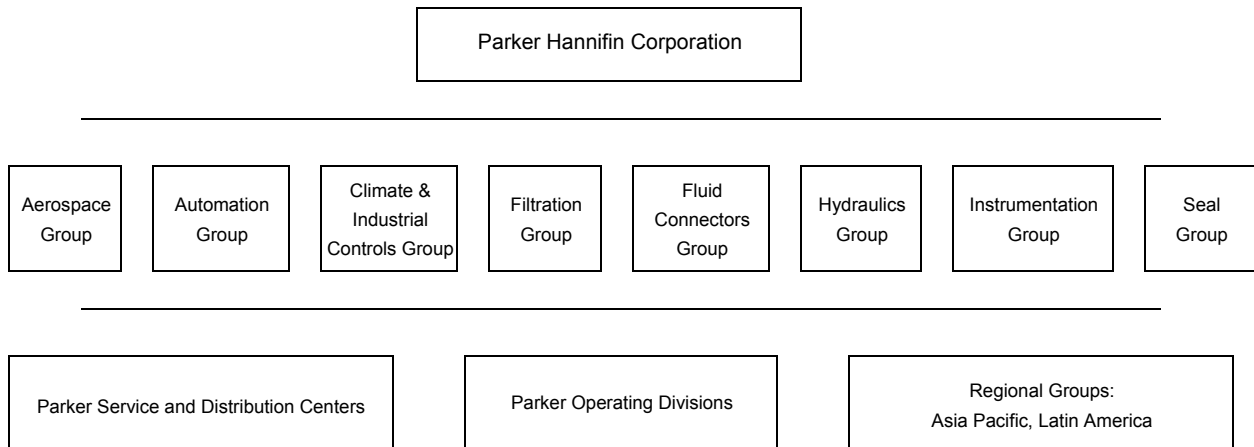 Parker Hannifin Corporation
Aerospace
Group
Automation
Group
Climate &
Industrial
Controls Group
Filtration
Group
Fluid
Connectors
Group
Hydraulics
Group
Instrumentation
Group
Seal
Group
Parker Service and Distribution Centers
Parker Operating Divisions
Regional Groups:
Asia Pacific, Latin America